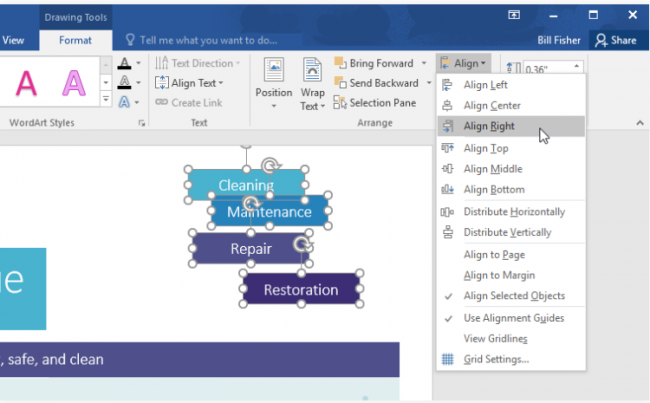 Drawing Tools
View Format Tell me what you want to do... Bill Fisher Share
A A A Text Direction Bring Forward Align 0.36"
A Align Text Position Wrap Text Send Backward
A Create Link Selection Pane
WordArt Styles Text Arrange
Align Left
Align Center
Align Right
Align Top
Align Middle
Align Bottom
Distribute Horizontally
Distribute Vertically
Align to Page
Align to Margin
Align Selected Objects
Use Alignment Guides
View Gridlines
Grid Settings...
Cleaning
Maintenance
Repair
Restoration
ue
, safe, and clean